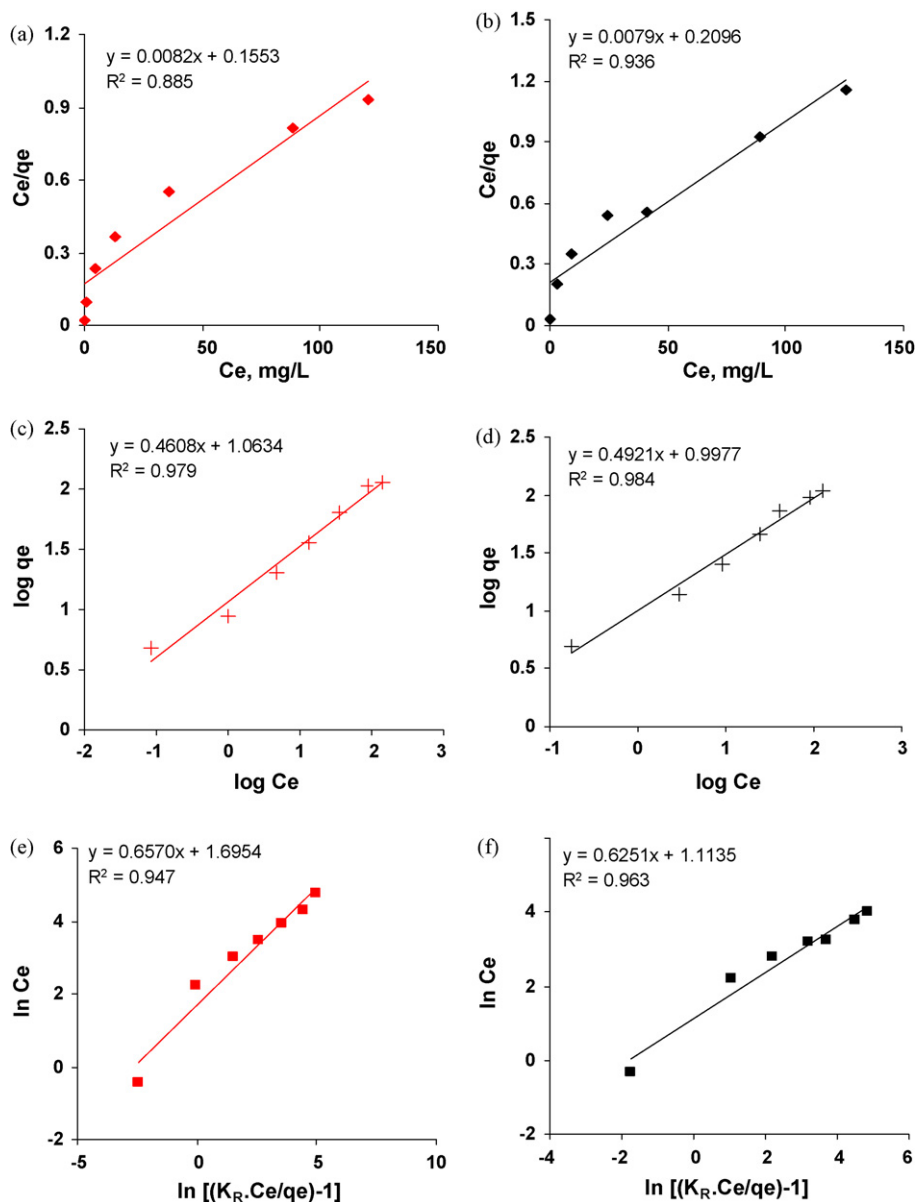 (a)
y = 0.0082x + 0.1553
R² = 0.885
1.2
0.9
0.6
0.3
0
Ce/qe
0 50 100 150
Ce, mg/L
(b)
y = 0.0079x + 0.2096
R² = 0.936
1.5
1.2
0.9
0.6
0.3
0
Ce/qe
0 50 100 150
Ce, mg/L
(c)
y = 0.4608x + 1.0634
R² = 0.979
2.5
2
1.5
1
0.5
0
log qe
-2 -1 0 1 2 3
log Ce
(d)
y = 0.4921x + 0.9977
R² = 0.984
2.5
2
1.5
1
0.5
0
log qe
-1 0 1 2 3
log Ce
(e)
y = 0.6570x + 1.6954
R² = 0.947
6
4
2
0
-2
ln Ce
-5 0 5 10
ln [(K_R.Ce/qe)-1]
(f)
y = 0.6251x + 1.1135
R² = 0.963
4
2
0
-2
ln Ce
-4 -2 0 2 4 6
ln [(K_R.Ce/qe)-1]